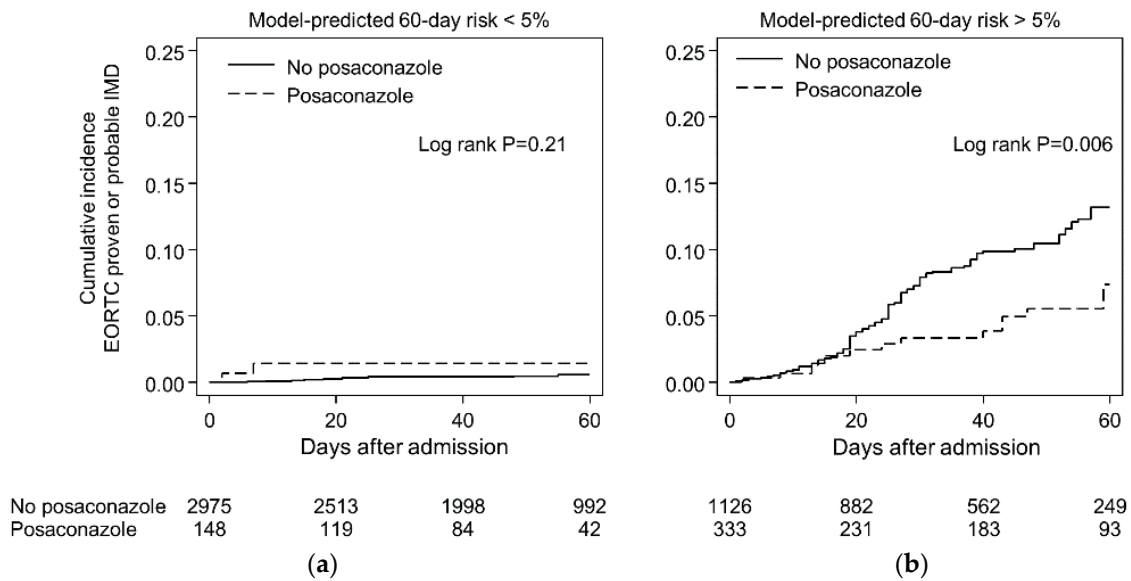 Model-predicted 60-day risk < 5%
0.25
0.20
0.15
0.10
0.05
0.00
Cumulative incidence
EORTC proven or probable IMD
No posaconazole
Posaconazole
Log rank P=0.21
0 20 40 60
Days after admission
Model-predicted 60-day risk > 5%
0.25
0.20
0.15
0.10
0.05
0.00
No posaconazole
Posaconazole
Log rank P=0.006
0 20 40 60
Days after admission
No posaconazole 2975 2513 1998 992 1126 882 562 249
Posaconazole 148 119 84 42 333 231 183 93
(a) (b)